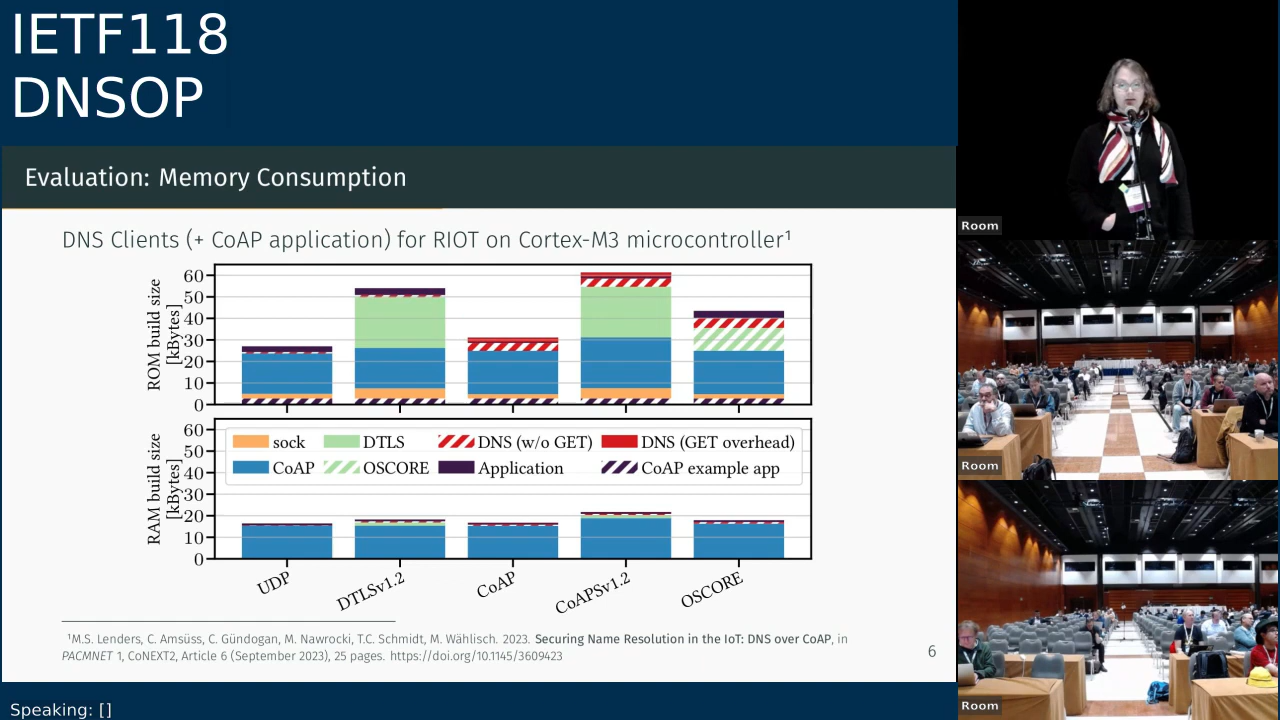 IETF118
DNSOP
Evaluation: Memory Consumption
DNS Clients (+ CoAP application) for RIOT on Cortex-M3 microcontroller¹
ROM build size
[kBytes]
60
50
40
30
20
10
0
RAM build size
[kBytes]
60
50
40
30
20
10
0
sock DTLS DNS (w/o GET) DNS (GET overhead)
CoAP OSCORE Application CoAP example app
UDP DTLSv1.2 CoAP CoAPSv1.2 OSCORE
¹M.S. Lenders, C. Amsüss, C. Gündogan, M. Nawrocki, T.C. Schmidt, M. Wählisch. 2023. Securing Name Resolution in the IoT: DNS over CoAP, in
PACMNET 1, CoNEXT2, Article 6 (September 2023), 25 pages. https://doi.org/10.1145/3609423
6
Speaking: []
Room
Room
Room